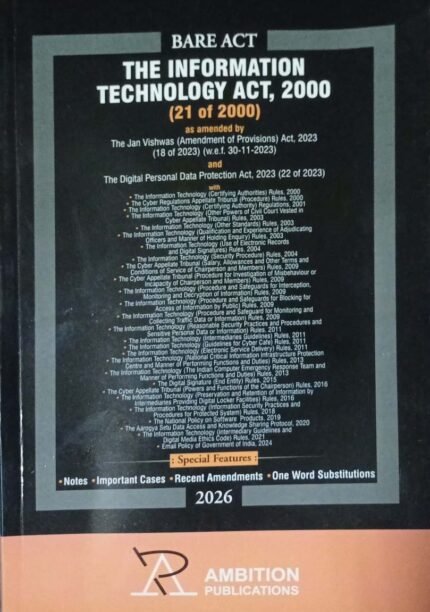 BARE ACT
THE INFORMATION
TECHNOLOGY ACT, 2000
(21 of 2000)
as amended by
The Jan Vishwas (Amendment of Provisions) Act, 2023
(18 of 2023) (w.e.f. 30-11-2023)
and
The Digital Personal Data Protection Act, 2023 (22 of 2023)
with
• The Information Technology (Certifying Authorities) Rules, 2000
• The Cyber Regulations Appellate Tribunal (Procedure) Rules, 2000
• The Information Technology (Certifying Authority) Regulations, 2001
• The Information Technology (Other Powers of Civil Court Vested in
Cyber Appellate Tribunal) Rules, 2003
• The Information Technology (Other Standards) Rules, 2003
• The Information Technology (Qualification and Experience of Adjudicating
Officers and Manner of Holding Enquiry) Rules, 2003
• The Information Technology (Use of Electronic Records
and Digital Signatures) Rules, 2004
• The Information Technology (Security Procedure) Rules, 2004
• The Cyber Appellate Tribunal (Salary, Allowances and Other Terms and
Conditions of Service of Chairperson and Members) Rules, 2009
• The Cyber Appellate Tribunal (Procedure for Investigation of Misbehaviour or
Incapacity of Chairperson and Members) Rules, 2009
• The Information Technology (Procedure and Safeguards for Interception,
Monitoring and Decryption of Information) Rules, 2009
• The Information Technology (Procedure and Safeguards for Blocking for
Access of Information by Public) Rules, 2009
• The Information Technology (Procedure and Safeguard for Monitoring and
Collecting Traffic Data or Information) Rules, 2009
• The Information Technology (Reasonable Security Practices and Procedures and
Sensitive Personal Data or Information) Rules, 2011
• The Information Technology (Intermediaries Guidelines) Rules, 2011
• The Information Technology (Guidelines for Cyber Cafe) Rules, 2011
• The Information Technology (Electronic Service Delivery) Rules, 2011
• The Information Technology (National Critical Information Infrastructure Protection
Centre and Manner of Performing Functions and Duties) Rules, 2013
• The Information Technology (The Indian Computer Emergency Response Team and
Manner of Performing Functions and Duties) Rules, 2013
• The Digital Signature (End Entity) Rules, 2015
• The Cyber Appellate Tribunal (Powers and Functions of the Chairperson) Rules, 2016
• The Information Technology (Preservation and Retention of Information by
Intermediaries Providing Digital Locker Facilities) Rules, 2016
• The Information Technology (Information Security Practices and
Procedures for Protected System) Rules, 2018
• The National Policy on Software Products, 2019
• The Aarogya Setu Data Access and Knowledge Sharing Protocol, 2020
• The Information Technology (Intermediary Guidelines and
Digital Media Ethics Code) Rules, 2021
• Email Policy of Government of India, 2024
: Special Features :
• Notes • Important Cases • Recent Amendments • One Word Substitutions
2026
AMBITION
PUBLICATIONS